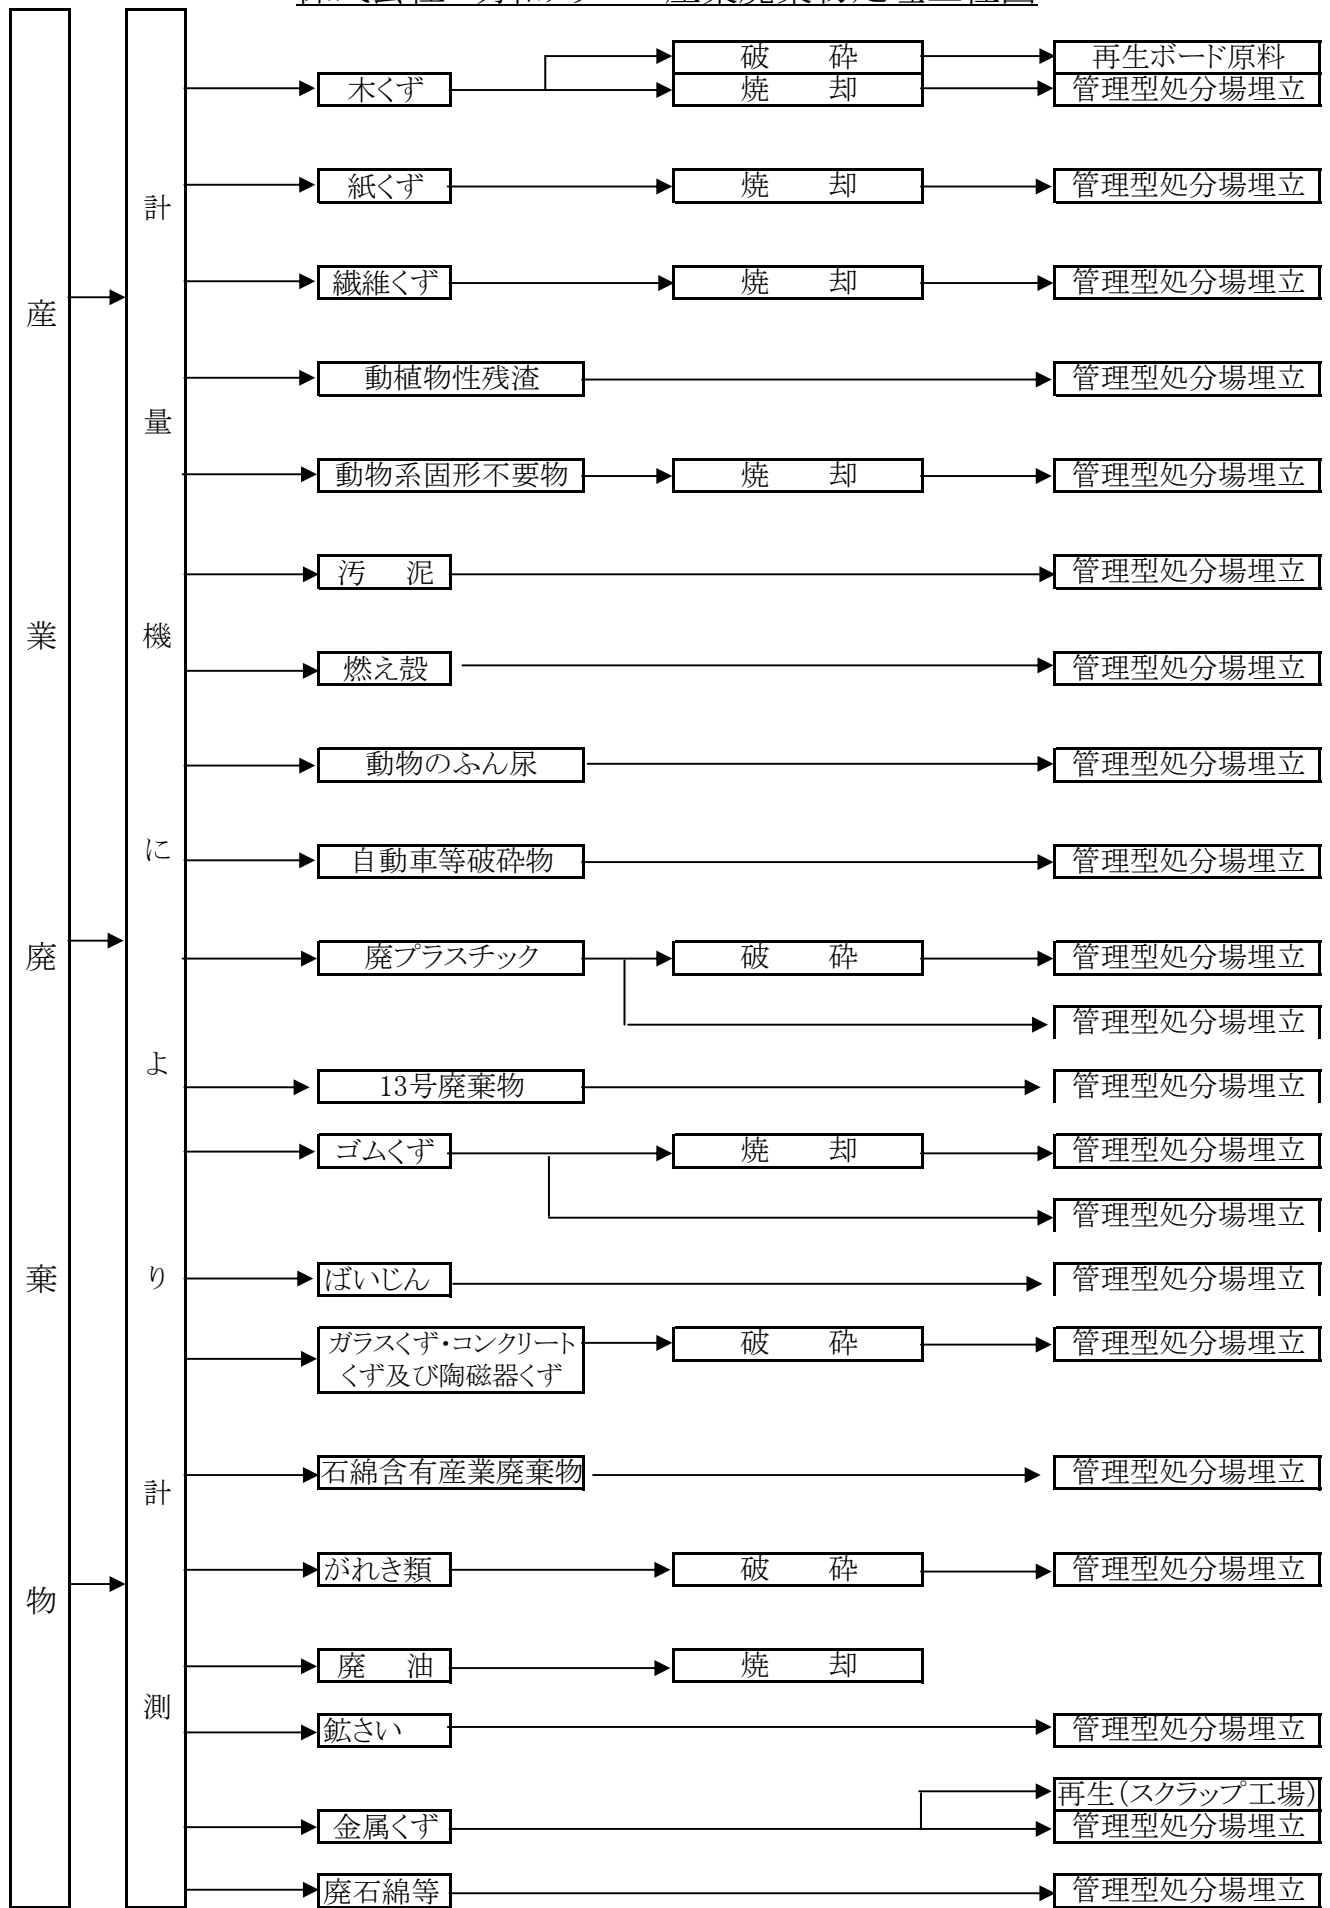 産業廃棄物
計量機により計測
木くず
破 砕
再生ボード原料
焼 却
管理型処分場埋立
紙くず
焼 却
管理型処分場埋立
繊維くず
焼 却
管理型処分場埋立
動植物性残渣
管理型処分場埋立
動物系固形不要物
焼 却
管理型処分場埋立
汚 泥
管理型処分場埋立
燃え殻
管理型処分場埋立
動物のふん尿
管理型処分場埋立
自動車等破砕物
管理型処分場埋立
廃プラスチック
破 砕
管理型処分場埋立
管理型処分場埋立
13号廃棄物
管理型処分場埋立
ゴムくず
焼 却
管理型処分場埋立
管理型処分場埋立
ばいじん
管理型処分場埋立
ガラスくず・コンクリート
くず及び陶磁器くず
破 砕
管理型処分場埋立
石綿含有産業廃棄物
管理型処分場埋立
がれき類
破 砕
管理型処分場埋立
廃 油
焼 却
鉱さい
管理型処分場埋立
金属くず
再生(スクラップ工場)
管理型処分場埋立
廃石綿等
管理型処分場埋立